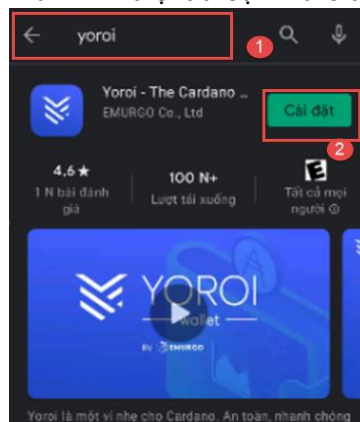 yoroi
1
Yoroi - The Cardano ...
EMURGO Co., Ltd
Cài đặt
2
4,6★
1 N bài đánh giá
100 N+
Lượt tải xuống
E
Tất cả mọi người
YOROI
wallet
By EMURGO
Yoroi là một ví nhẹ cho Cardano. An toàn, nhanh chóng